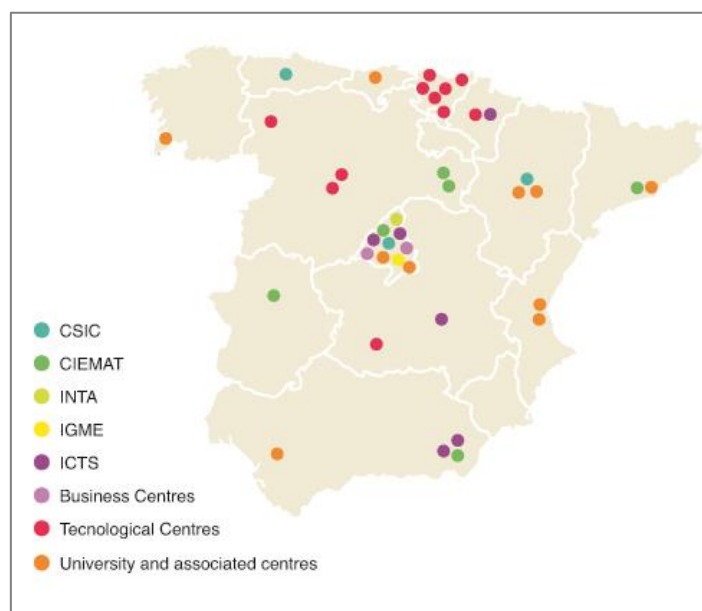 CSIC
CIEMAT
INTA
IGME
ICTS
Business Centres
Tecnological Centres
University and associated centres